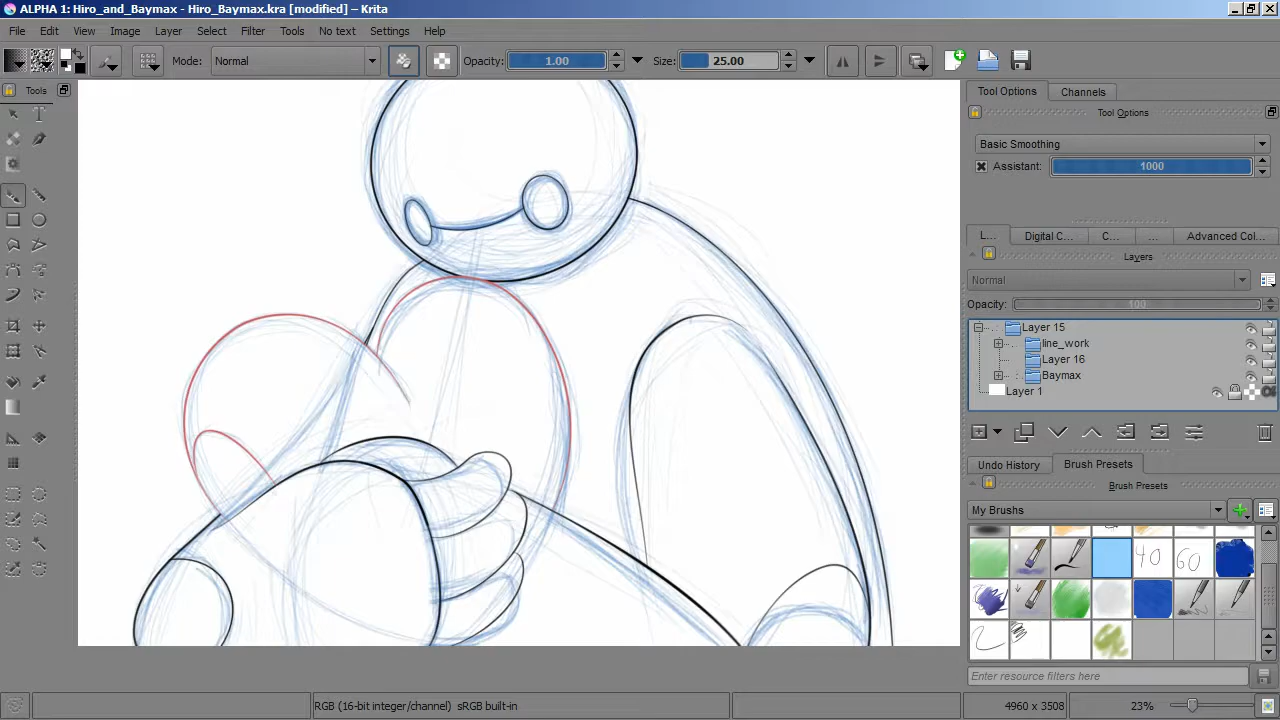 ALPHA 1: Hiro_and_Baymax - Hiro_Baymax.kra [modified] – Krita
File Edit View Image Layer Select Filter Tools No text Settings Help
Mode: Normal Opacity: 1.00 Size: 25.00
Tools
Tool Options Channels
Tool Options
Basic Smoothing
Assistant: 1000
L... Digital C... C... ... Advanced Col...
Layers
Normal
Opacity: 100
Layer 15
line_work
Layer 16
Baymax
Layer 1
Undo History Brush Presets
Brush Presets
My Brushes
40 60
Enter resource filters here
RGB (16-bit integer/channel) sRGB built-in 4960 x 3508 23%